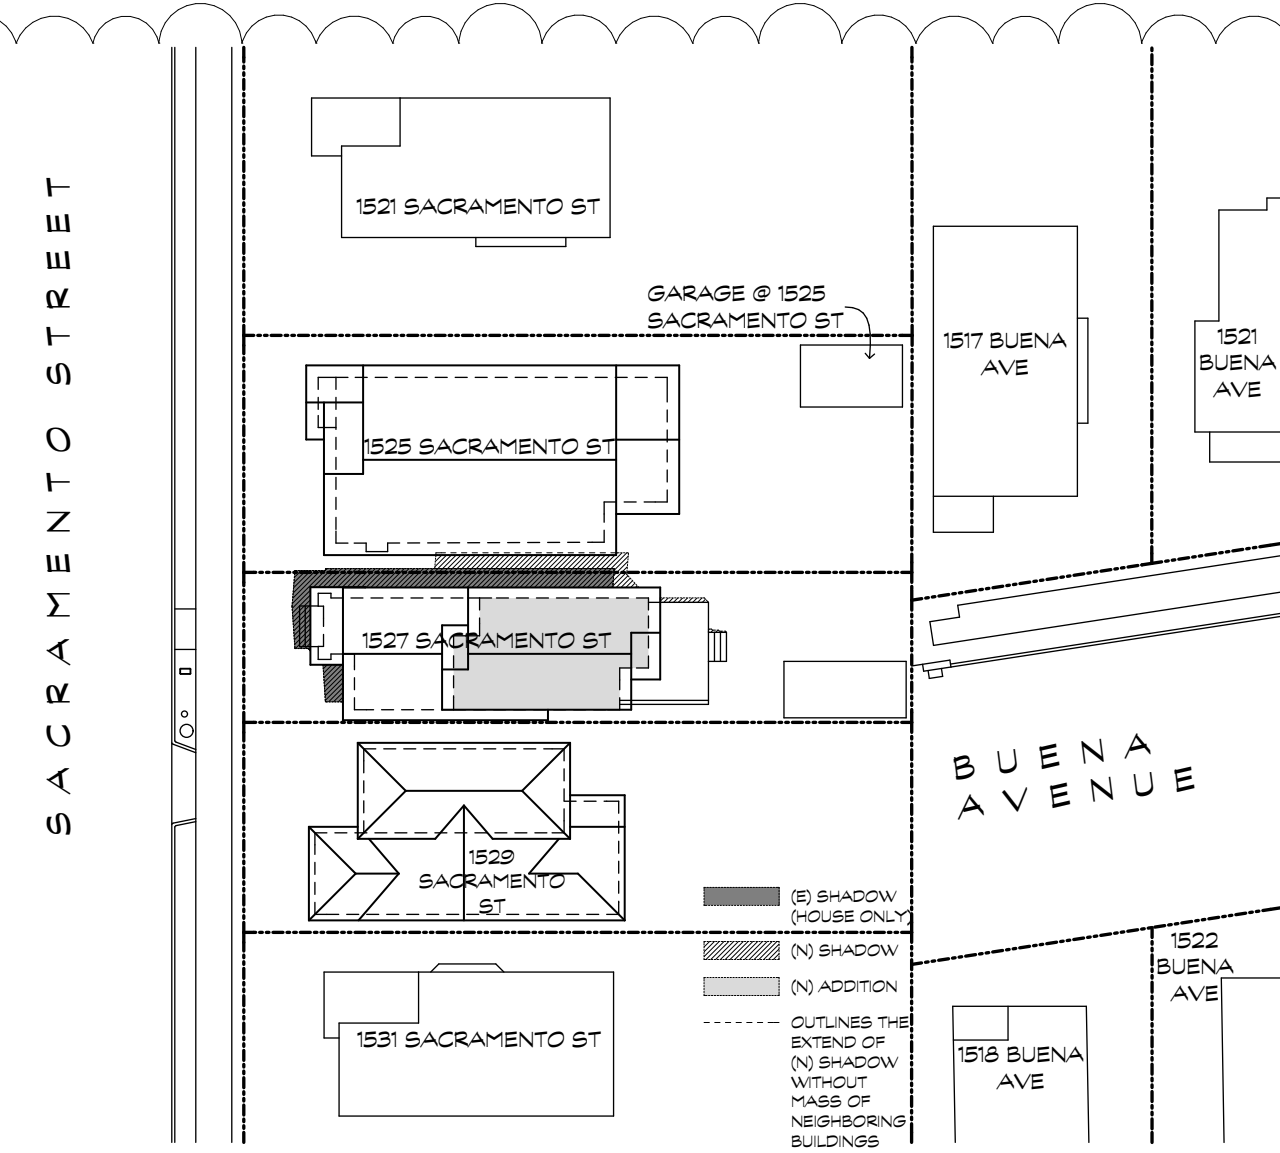 SACRAMENTO STREET
1521 SACRAMENTO ST
GARAGE @ 1525
SACRAMENTO ST
1517 BUENA
AVE
1521
BUENA
AVE
1525 SACRAMENTO ST
1527 SACRAMENTO ST
BUENA
AVENUE
1529
SACRAMENTO
ST
(E) SHADOW
(HOUSE ONLY)
(N) SHADOW
(N) ADDITION
OUTLINES THE
EXTEND OF
(N) SHADOW
WITHOUT
MASS OF
NEIGHBORING
BUILDINGS
1531 SACRAMENTO ST
1522
BUENA
AVE
1518 BUENA
AVE